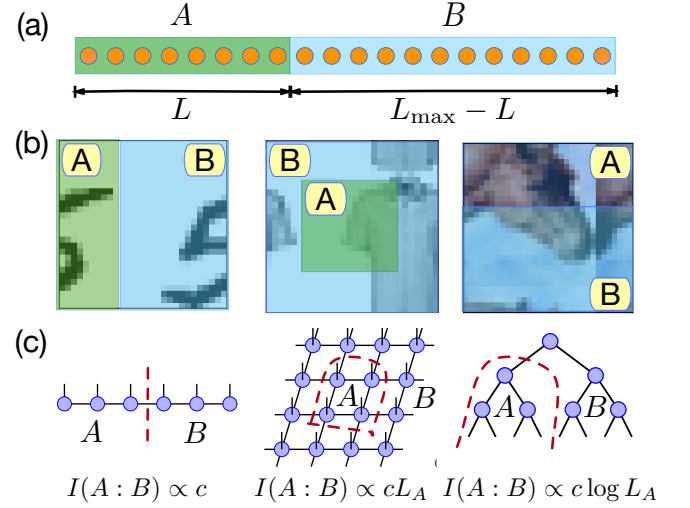 (a)
A B
L L_max − L
(b)
A B B A A B
(c)
A B A B A B
I(A : B) ∝ c I(A : B) ∝ cL_A I(A : B) ∝ c log L_A